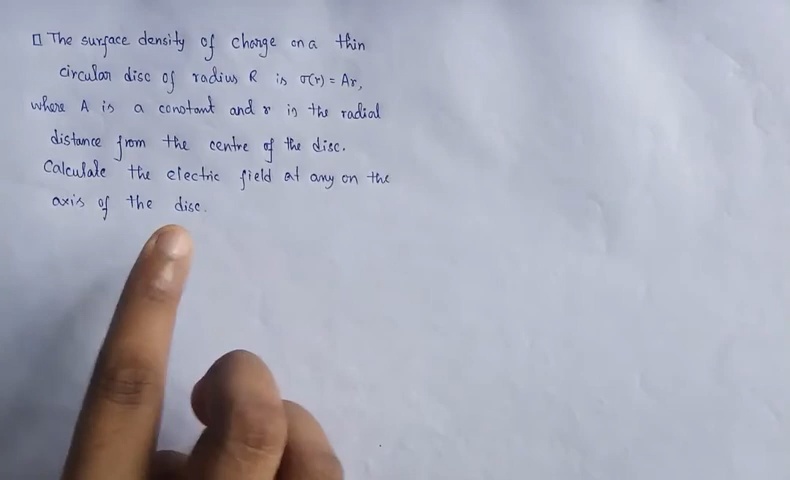 □ The surface density of charge on a thin
circular disc of radius R is σ(r) = Ar,
where A is a constant and r is the radial
distance from the centre of the disc.
Calculate the electric field at any on the
axis of the disc.